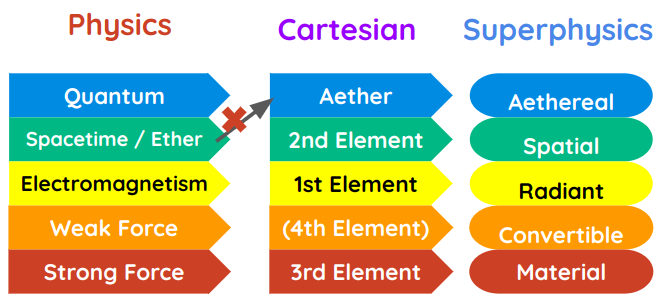 Physics Cartesian Superphysics
Quantum Aether Aethereal
Spacetime / Ether 2nd Element Spatial
Electromagnetism 1st Element Radiant
Weak Force (4th Element) Convertible
Strong Force 3rd Element Material